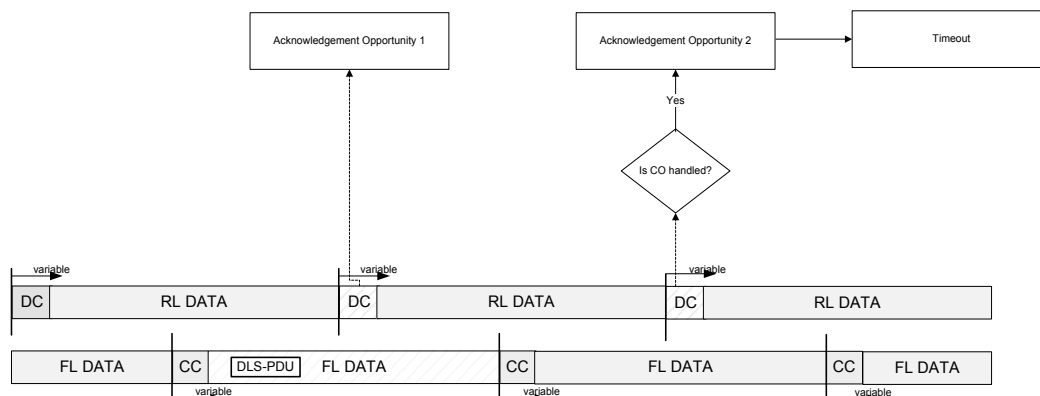 Acknowledgement Opportunity 1
Acknowledgement Opportunity 2
Timeout
Yes
Is CO handled?
variable
variable
variable
DC
RL DATA
DC
RL DATA
DC
RL DATA
FL DATA
CC
DLS-PDU
FL DATA
CC
FL DATA
CC
FL DATA
variable
variable
variable